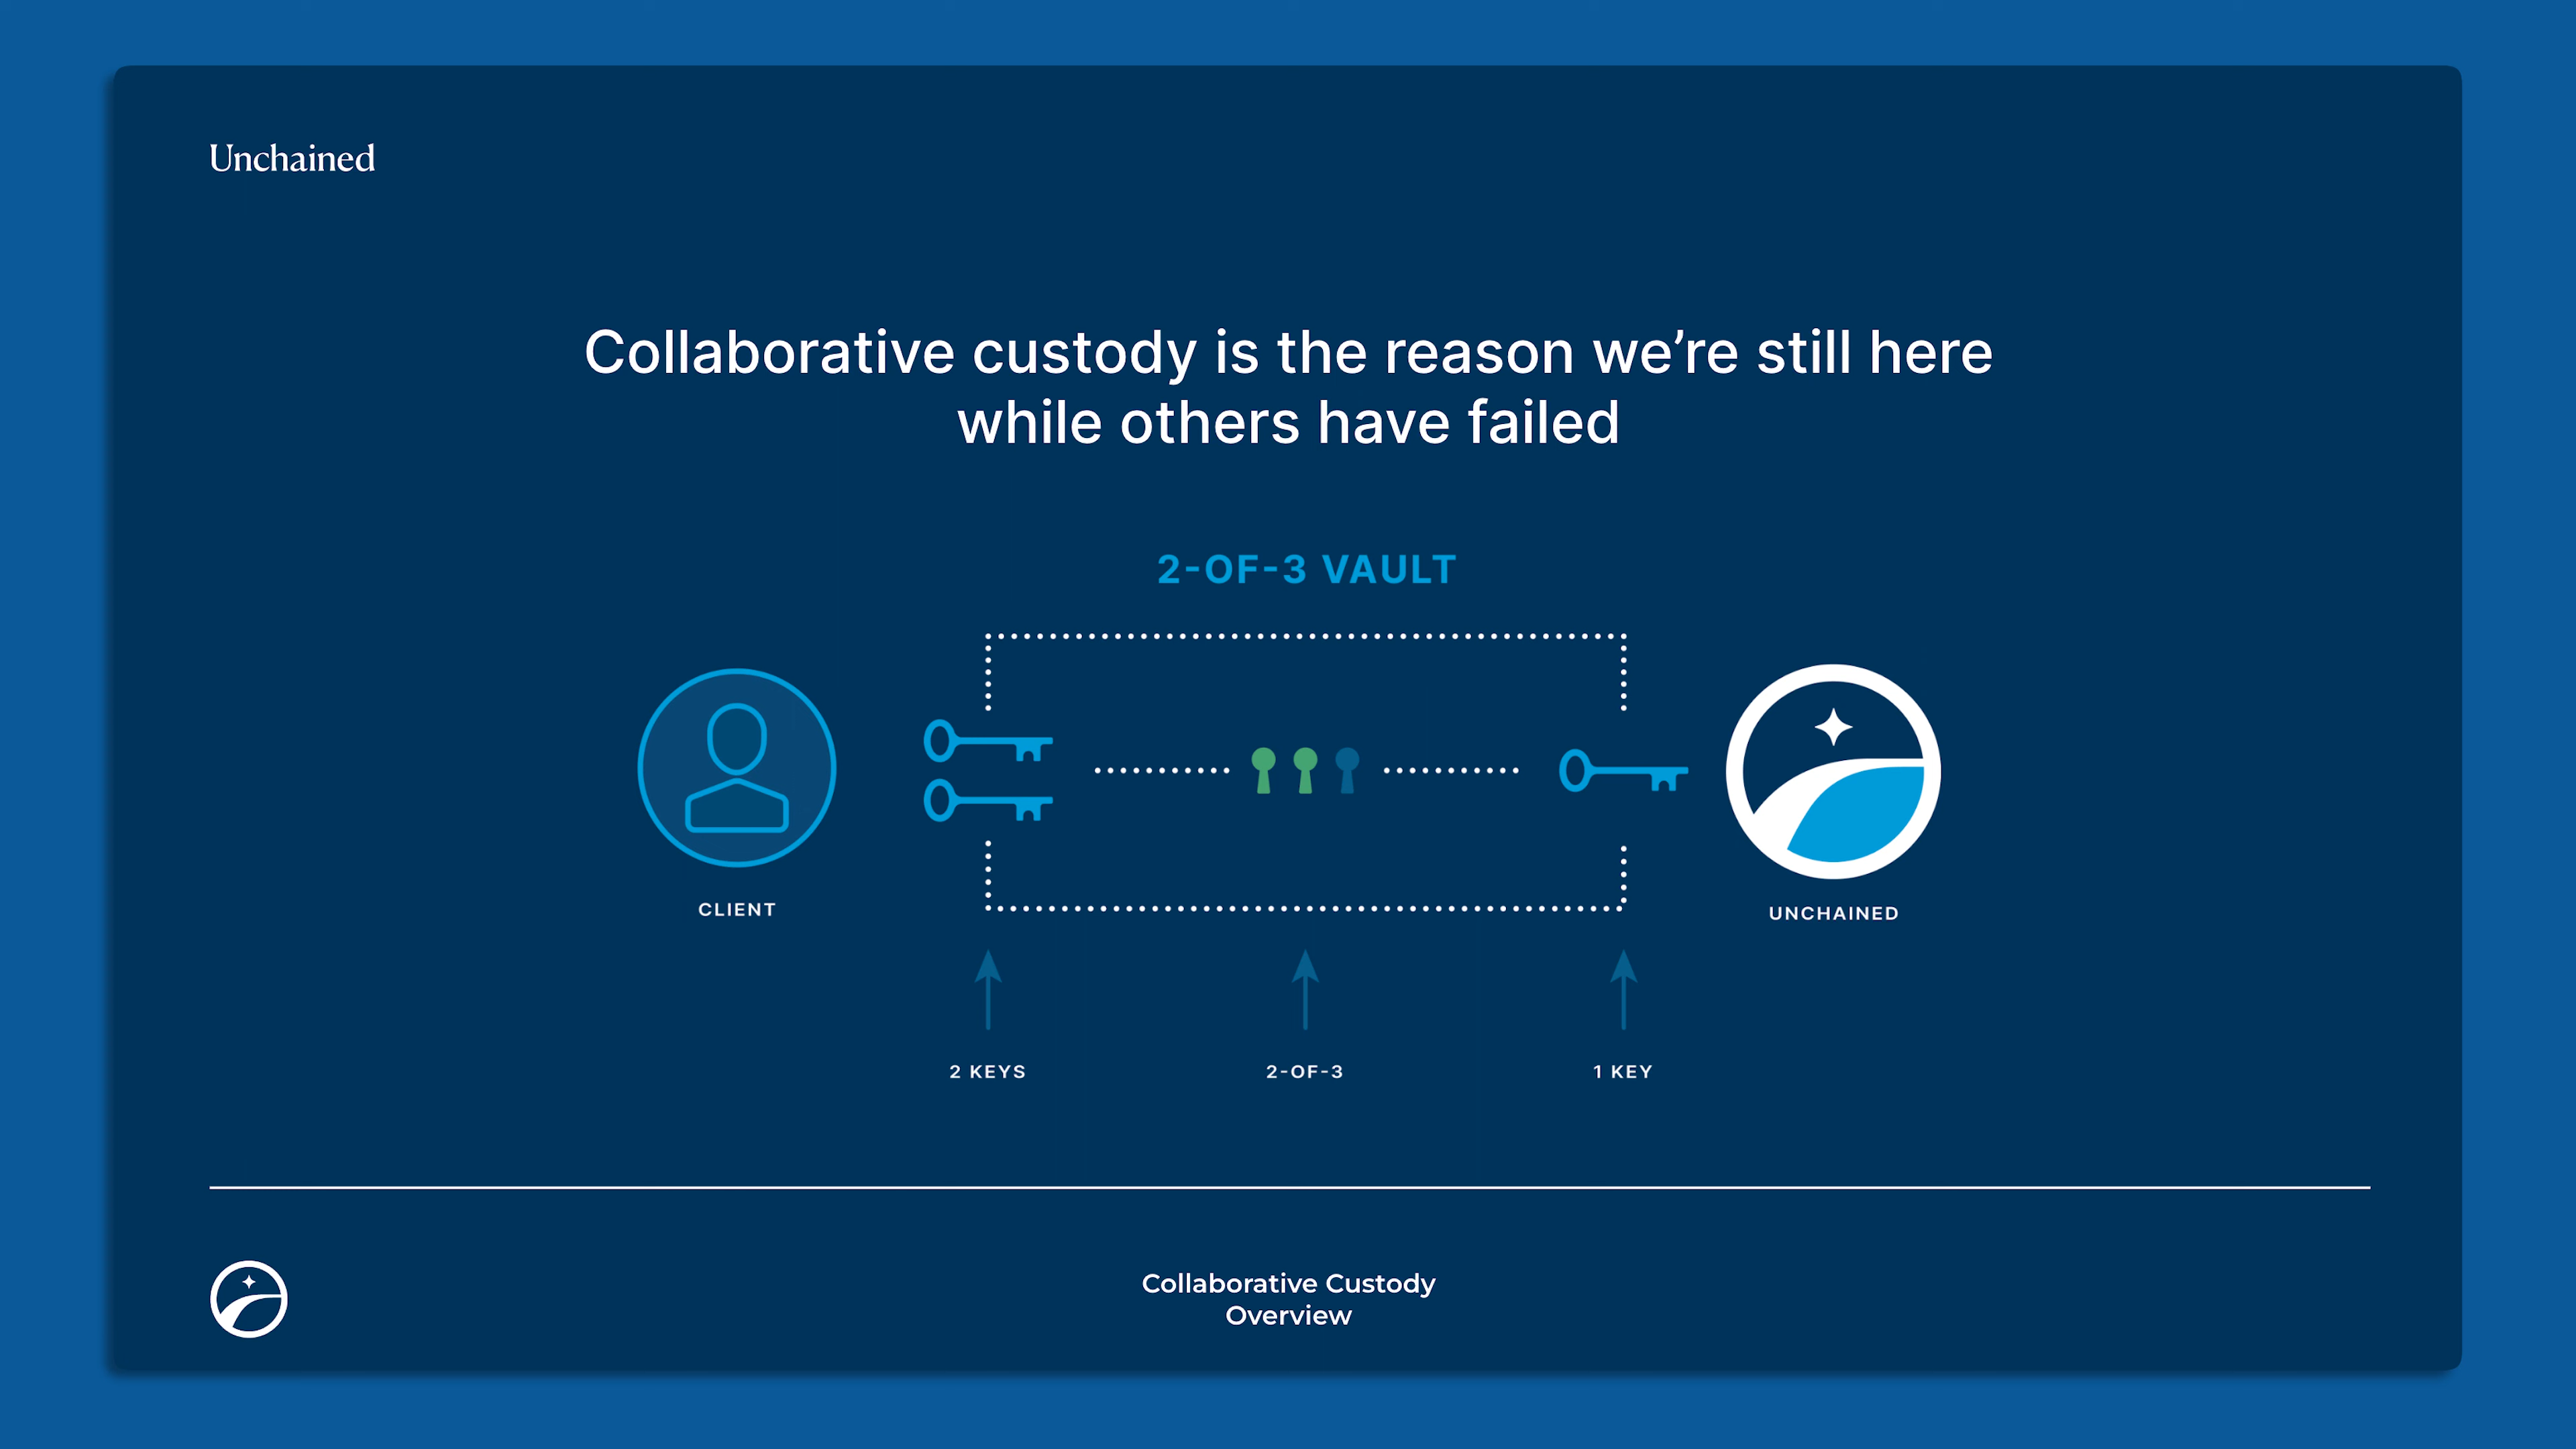 Unchained
Collaborative custody is the reason we’re still here
while others have failed
2-OF-3 VAULT
CLIENT
UNCHAINED
2 KEYS
2-OF-3
1 KEY
Collaborative Custody
Overview